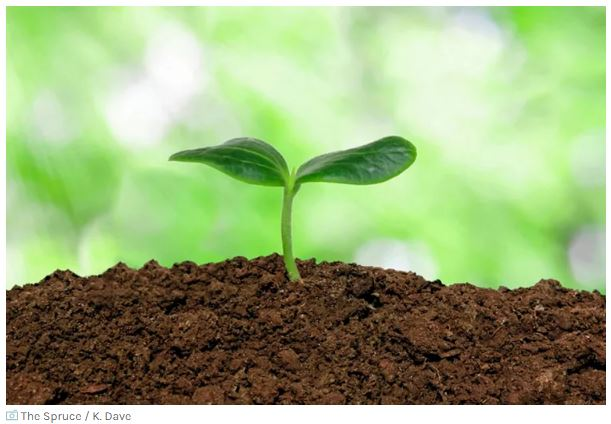 The Spruce / K. Dave